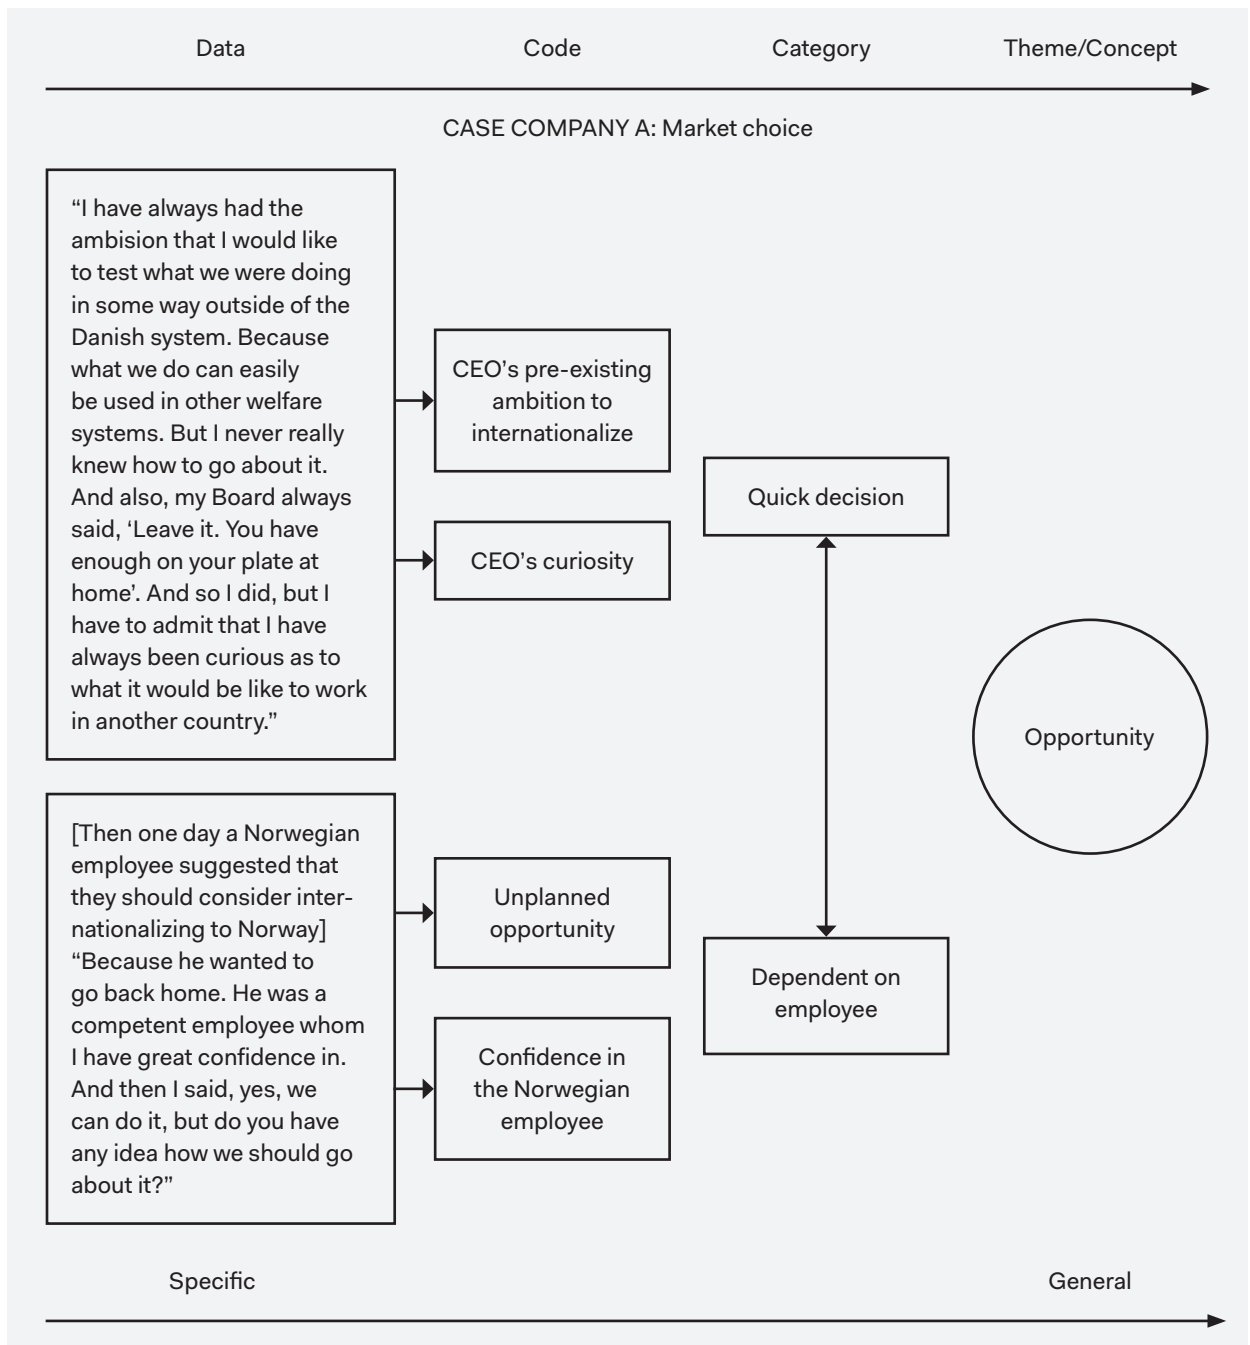 Data Code Category Theme/Concept
CASE COMPANY A: Market choice
“I have always had the
ambision that I would like
to test what we were doing
in some way outside of the
Danish system. Because
what we do can easily
be used in other welfare
systems. But I never really
knew how to go about it.
And also, my Board always
said, ‘Leave it. You have
enough on your plate at
home’. And so I did, but I
have to admit that I have
always been curious as to
what it would be like to work
in another country.”
CEO’s pre-existing
ambition to
internationalize
CEO’s curiosity
Quick decision
Opportunity
[Then one day a Norwegian
employee suggested that
they should consider inter-
nationalizing to Norway]
“Because he wanted to
go back home. He was a
competent employee whom
I have great confidence in.
And then I said, yes, we
can do it, but do you have
any idea how we should go
about it?”
Unplanned
opportunity
Confidence in
the Norwegian
employee
Dependent on
employee
Specific General